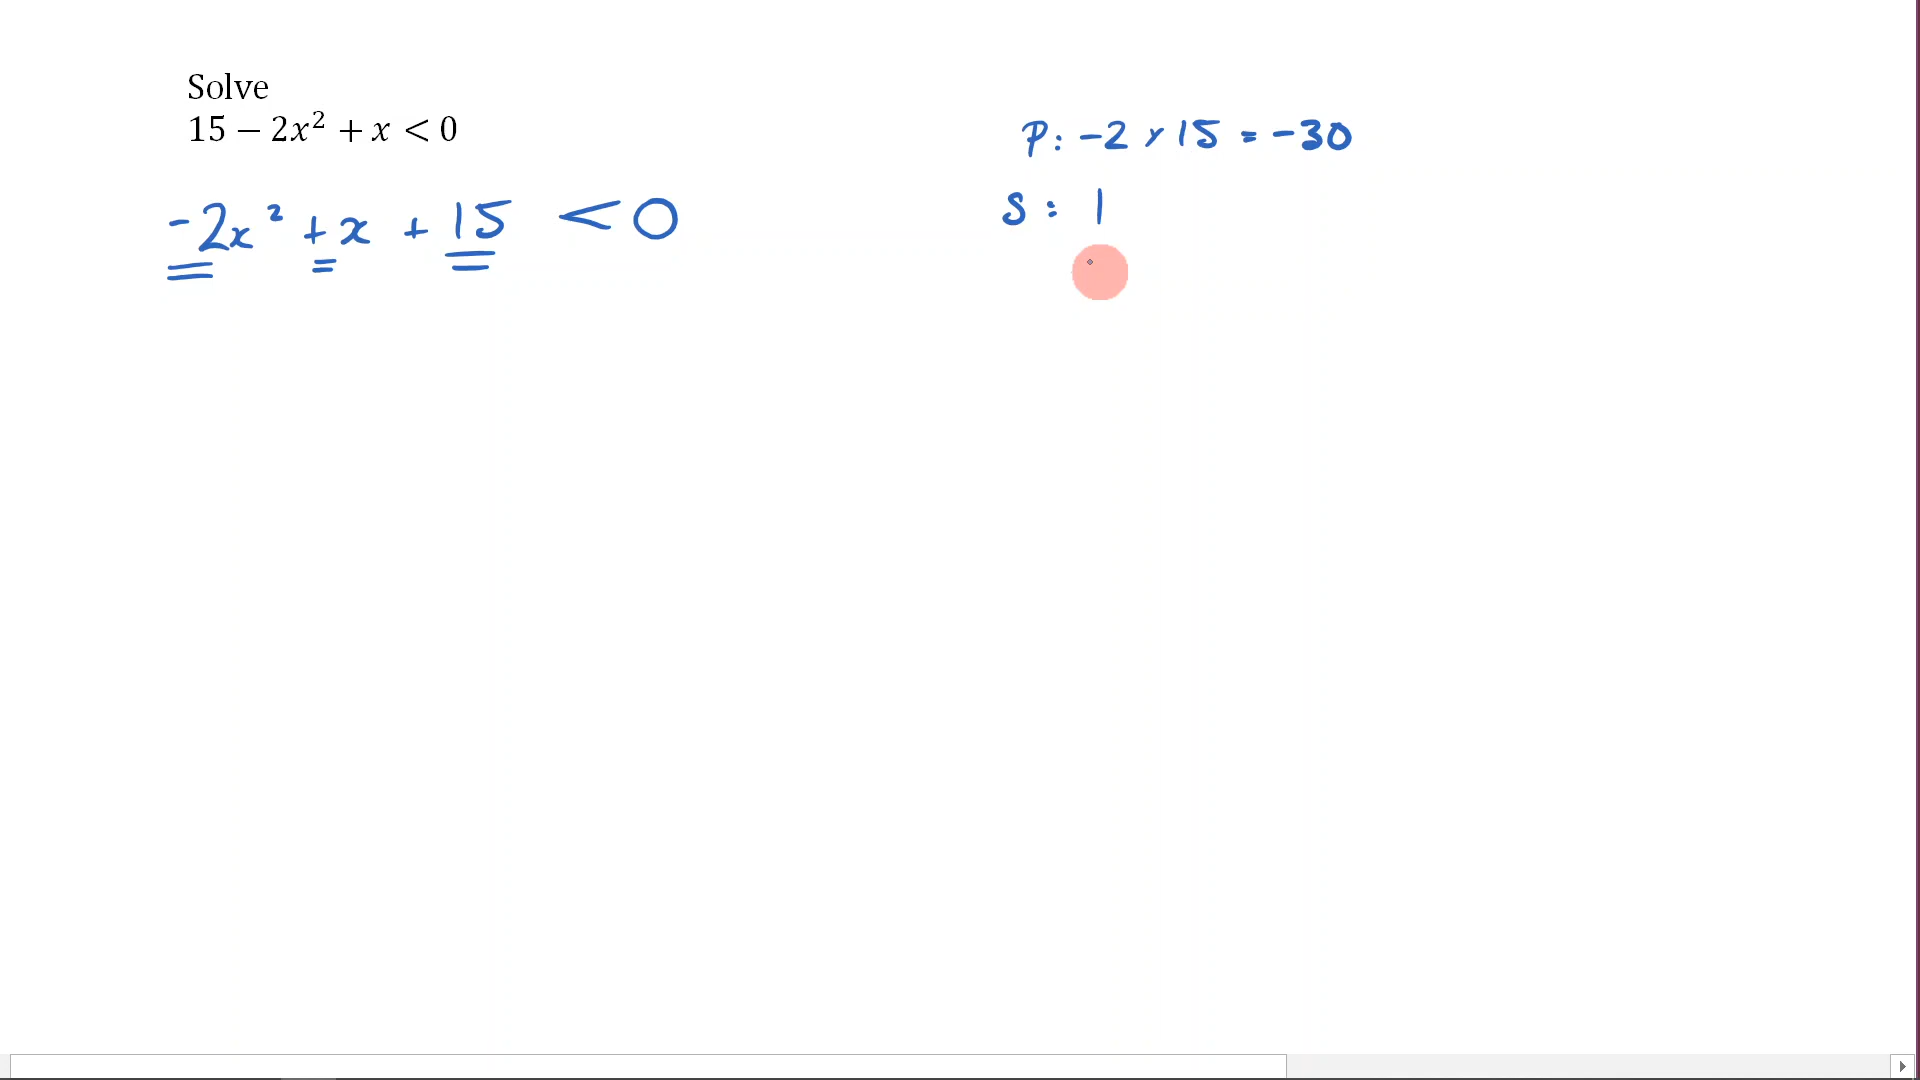 Solve
15 − 2x² + x < 0
-2x² + x + 15 < 0
P: -2 × 15 = -30
S: 1